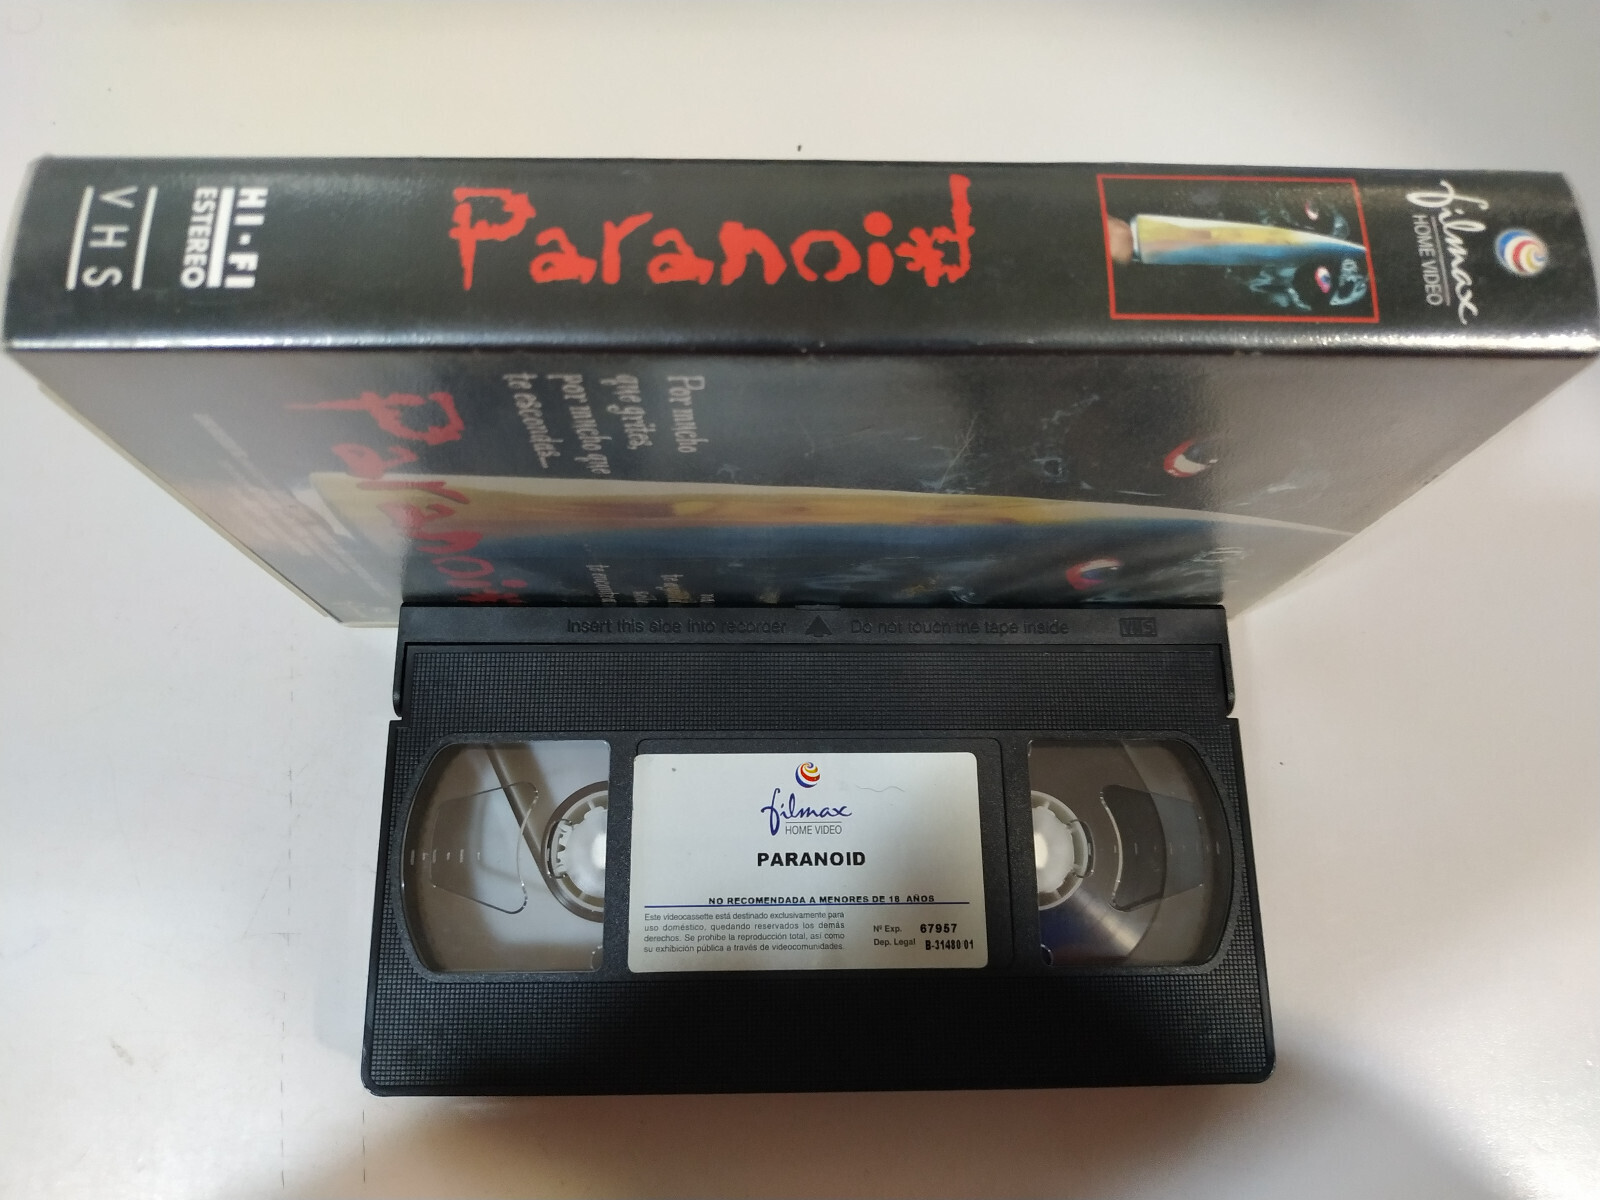 VHS
HI-FI
ESTEREO
Paranoid
filmax
HOME VIDEO
Por mucho
que grites,
por mucho que
te escondas...
Paranoi
Insert this side into recorder Do not touch the tape inside VHS
filmax
HOME VIDEO
PARANOID
NO RECOMENDADA A MENORES DE 18 AÑOS
Este videocassette está destinado exclusivamente para
uso doméstico, quedando reservados los demás
derechos. Se prohibe la reproducción total, así como
su exhibición pública a través de videocomunidades.
Nº Exp. 67957
Dep. Legal B-31480 01